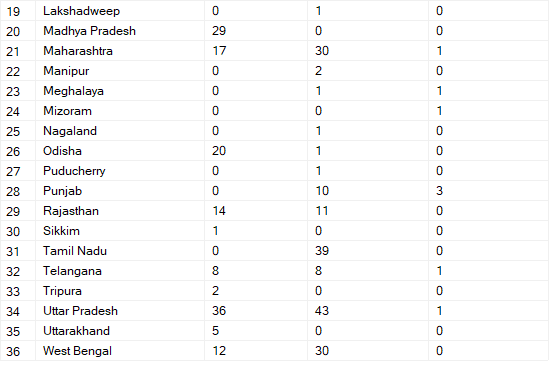 19 Lakshadweep 0 1 0
20 Madhya Pradesh 29 0 0
21 Maharashtra 17 30 1
22 Manipur 0 2 0
23 Meghalaya 0 1 1
24 Mizoram 0 0 1
25 Nagaland 0 1 0
26 Odisha 20 1 0
27 Puducherry 0 1 0
28 Punjab 0 10 3
29 Rajasthan 14 11 0
30 Sikkim 1 0 0
31 Tamil Nadu 0 39 0
32 Telangana 8 8 1
33 Tripura 2 0 0
34 Uttar Pradesh 36 43 1
35 Uttarakhand 5 0 0
36 West Bengal 12 30 0